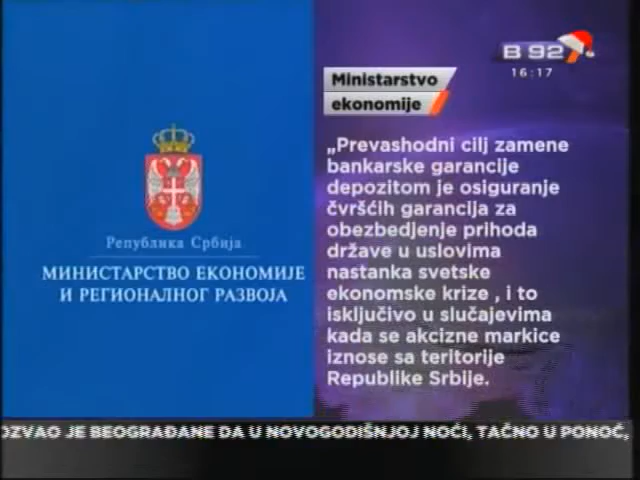 B 92
16:17
Ministarstvo
ekonomije
„Prevashodni cilj zamene
bankarske garancije
depozitom je osiguranje
čvršćih garancija za
obezbedjenje prihoda
države u uslovima
nastanka svetske
ekonomske krize , i to
isključivo u slučajevima
kada se akcizne markice
iznose sa teritorije
Republike Srbije.
Република Србија
МИНИСТАРСТВО ЕКОНОМИЈЕ
И РЕГИОНАЛНОГ РАЗВОЈА
OZVAO JE BEOGRAĐANE DA U NOVOGODIŠNJOJ NOĆI, TAČNO U PONOĆ,